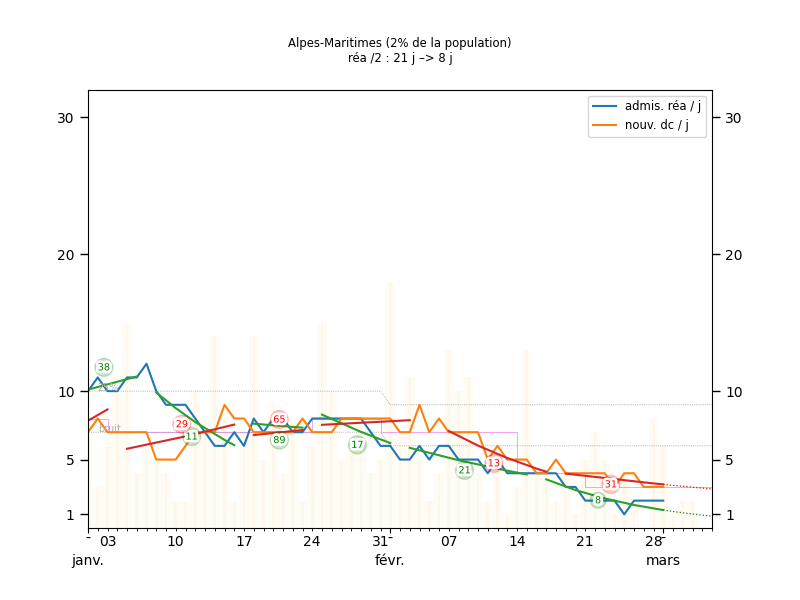 Alpes-Maritimes (2% de la population)
réa /2 : 21 j –> 8 j
admis. réa / j
nouv. dc / j
30 30
20 20
10 10
5 5
1 1
38
29
11
65
89
17
21
13
8
31
- 03 10 17 24 31 - 07 14 21 28 -
janv. févr. mars